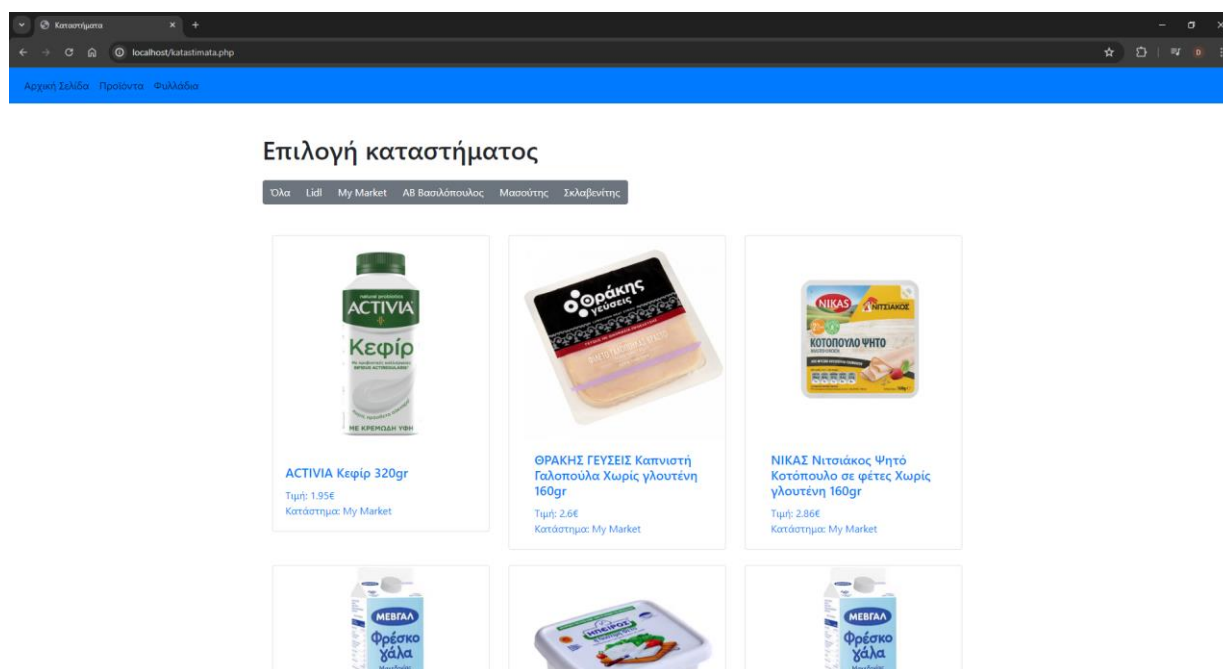 Καταστήματα
localhost/katastimata.php
Αρχική Σελίδα Προϊόντα Φυλλάδια
Επιλογή καταστήματος
Όλα Lidl My Market ΑΒ Βασιλόπουλος Μασούτης Σκλαβενίτης
ACTIVIA
Κεφίρ
ΜΕ ΚΡΕΜΩΔΗ ΥΦΗ
Θράκης
γεύσεις
NIKAS
ΝΙΤΣΙΑΚΟΣ
ΚΟΤΟΠΟΥΛΟ ΨΗΤΟ
ACTIVIA Κεφίρ 320gr
Τιμή: 1.95€
Κατάστημα: My Market
ΘΡΑΚΗΣ ΓΕΥΣΕΙΣ Καπνιστή
Γαλοπούλα Χωρίς γλουτένη
160gr
Τιμή: 2.6€
Κατάστημα: My Market
ΝΙΚΑΣ Νιτσιάκος Ψητό
Κοτόπουλο σε φέτες Χωρίς
γλουτένη 160gr
Τιμή: 2.86€
Κατάστημα: My Market
ΜΕΒΓΑΛ
Φρέσκο
γάλα
ΗΠΕΙΡΟΣ
ΜΕΒΓΑΛ
Φρέσκο
γάλα